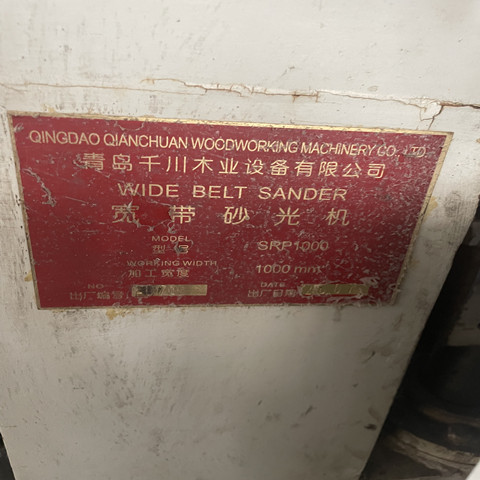 QINGDAO QIANCHUAN WOODWORKING MACHINERY CO., LTD
青岛千川木业设备有限公司
WIDE BELT SANDER
宽带砂光机
MODEL
型号 SRP1000
WORKING WIDTH
加工宽度 1000 mm
NO DATE
出厂编号 出厂日期